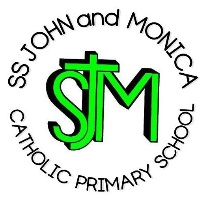 SS JOHN and MONICA
SJM
CATHOLIC PRIMARY SCHOOL